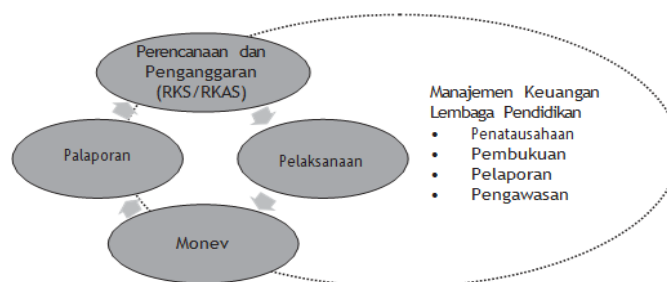 Perencanaan dan
Penganggaran
(RKS/RKAS)
Palaporan
Pelaksanaan
Monev
Manajemen Keuangan
Lembaga Pendidikan
• Penatausahaan
• Pembukuan
• Pelaporan
• Pengawasan